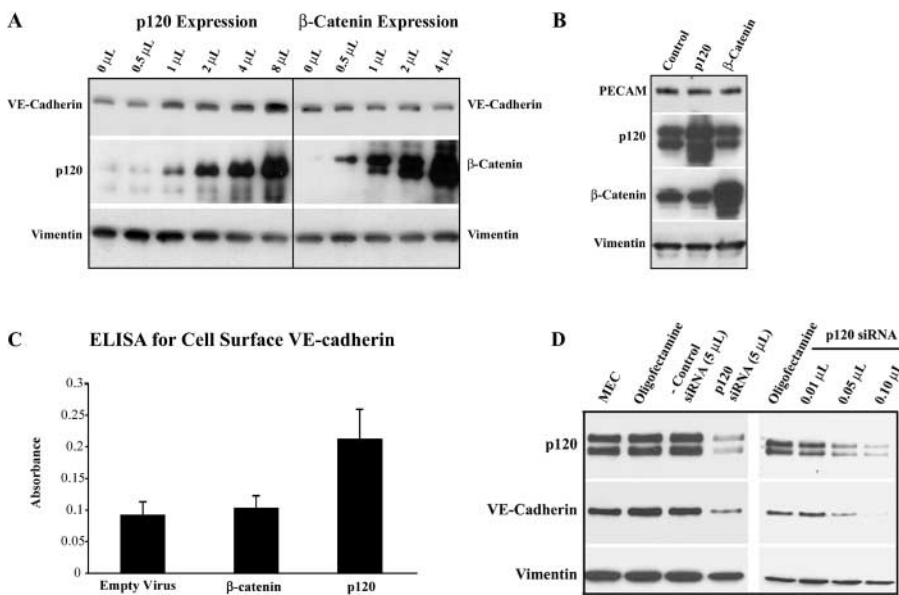 A
p120 Expression
β-Catenin Expression
0 µL
0.5 µL
1 µL
2 µL
4 µL
8 µL
0 µL
0.5 µL
1 µL
2 µL
4 µL
VE-Cadherin
VE-Cadherin
p120
β-Catenin
Vimentin
Vimentin
B
Control
p120
β-Catenin
PECAM
p120
β-Catenin
Vimentin
C
ELISA for Cell Surface VE-cadherin
Absorbance
0.3
0.25
0.2
0.15
0.1
0.05
0
Empty Virus
β-catenin
p120
D
MEC
Oligofectamine
- Control
siRNA (5 µL)
p120
siRNA (5 µL)
Oligofectamine
p120 siRNA
0.01 µL
0.05 µL
0.10 µL
p120
VE-Cadherin
Vimentin